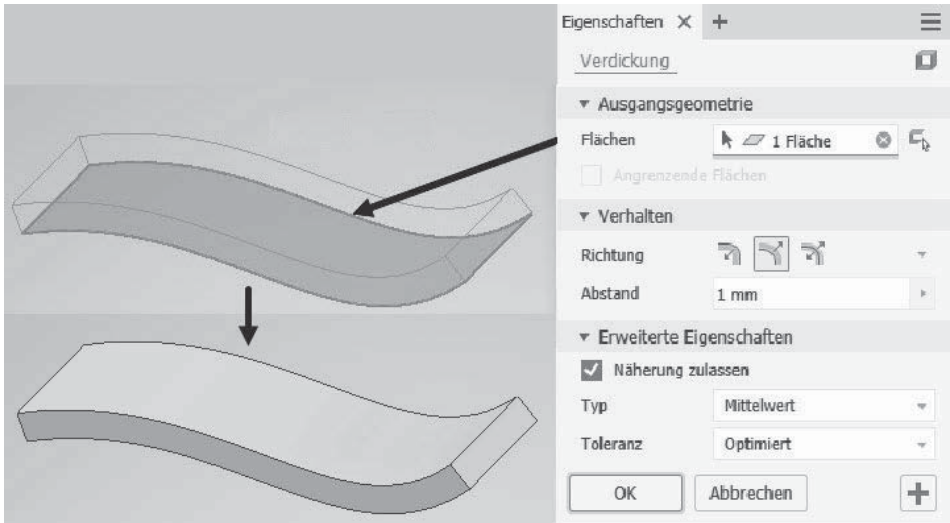 Eigenschaften
Verdickung
Ausgangsgeometrie
Flächen 1 Fläche
Angrenzende Flächen
Verhalten
Richtung
Abstand 1 mm
Erweiterte Eigenschaften
Näherung zulassen
Typ Mittelwert
Toleranz Optimiert
OK Abbrechen